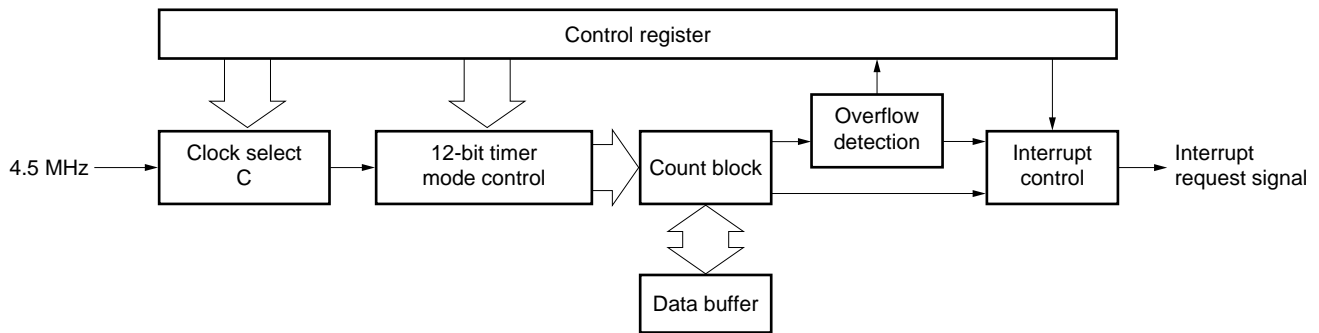 Control register
4.5 MHz
Clock select
C
12-bit timer
mode control
Count block
Overflow
detection
Interrupt
control
Interrupt
request signal
Data buffer